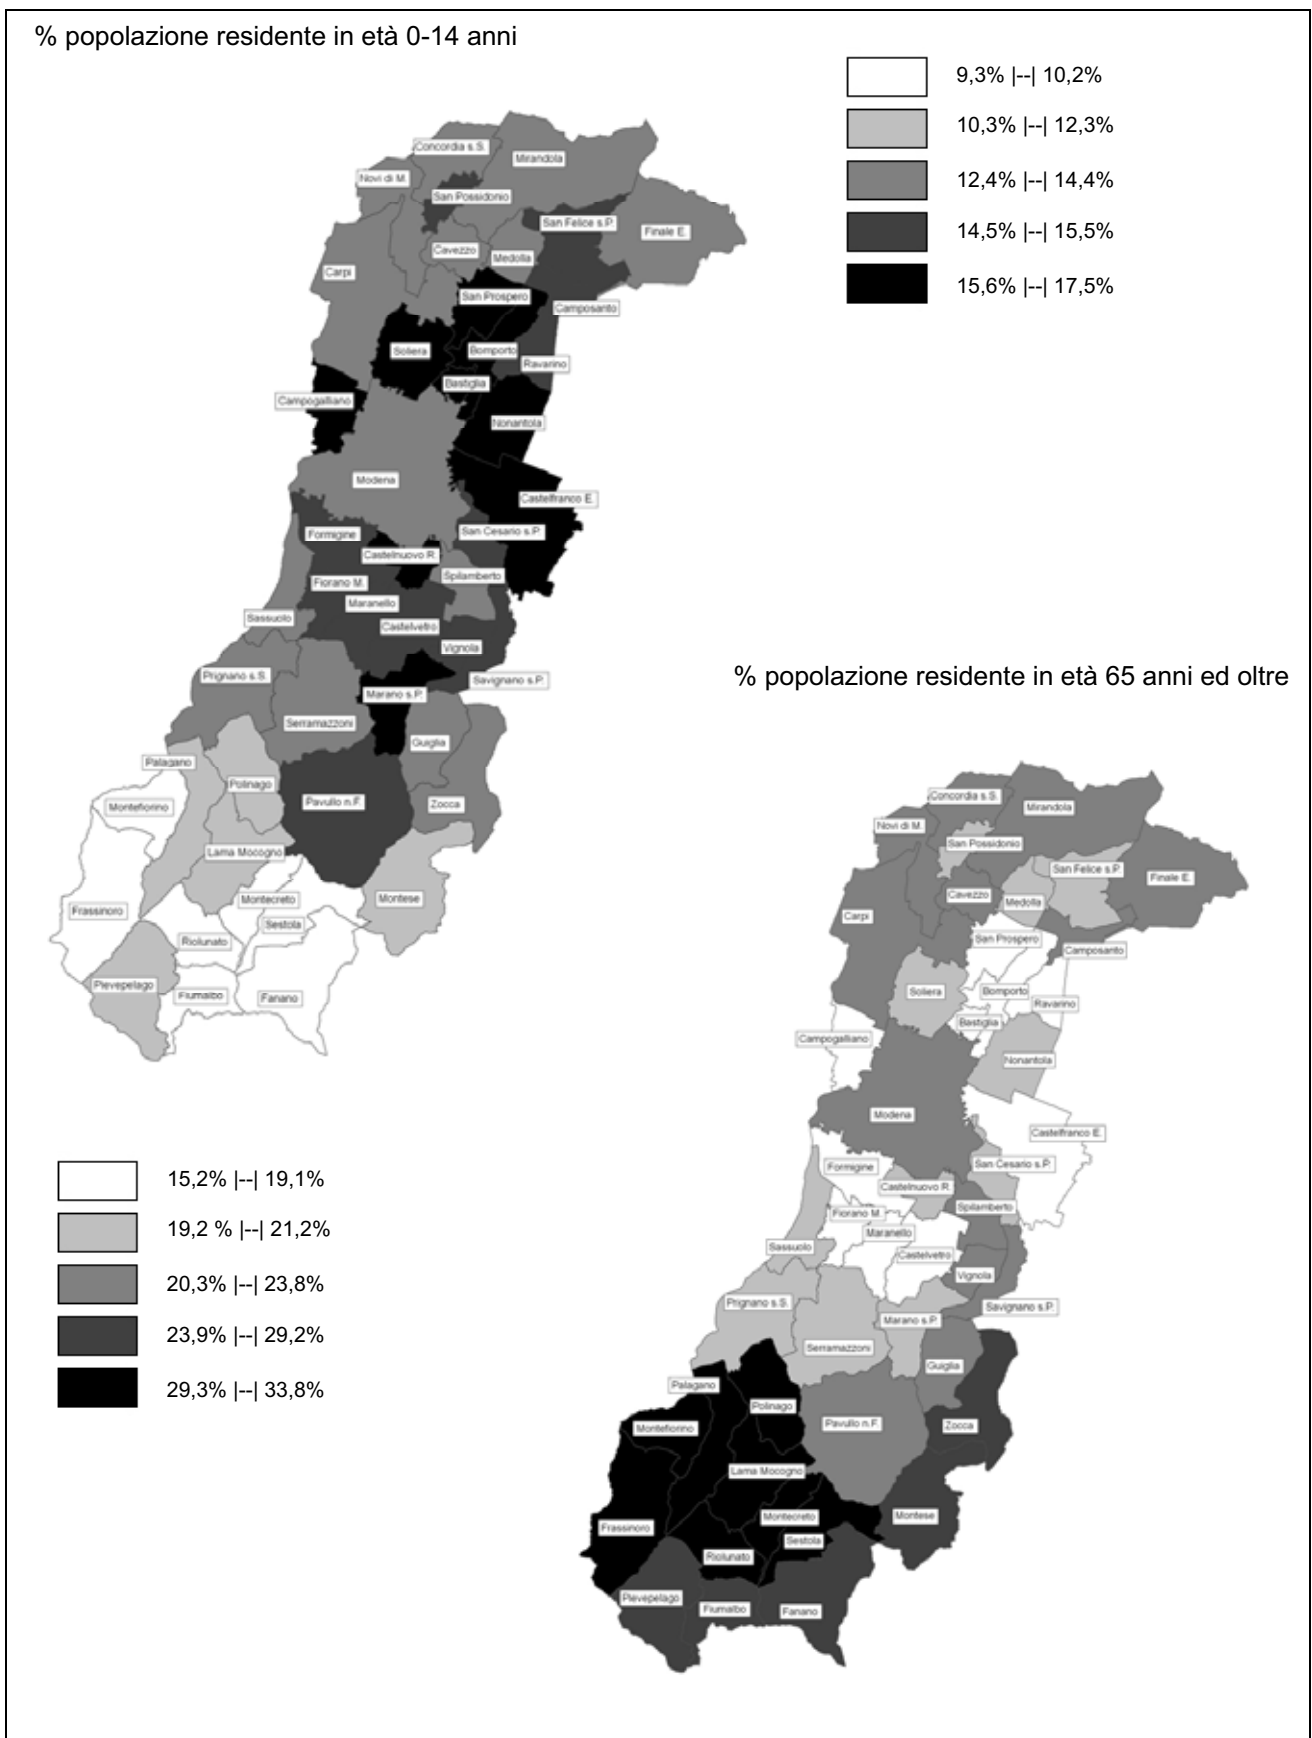 % popolazione residente in età 0-14 anni
9,3% |--| 10,2%
10,3% |--| 12,3%
12,4% |--| 14,4%
14,5% |--| 15,5%
15,6% |--| 17,5%
Concordia s.S.
Mirandola
Novi di M.
San Possidonio
San Felice s.P.
Finale E.
Cavezzo
Medolla
Carpi
San Prospero
Camposanto
Soliera
Bomporto
Ravarino
Bastiglia
Campogalliano
Nonantola
Modena
Castelfranco E.
San Cesario s.P.
Formigine
Castelnuovo R.
Spilamberto
Fiorano M.
Maranello
Sassuolo
Castelvetro
Vignola
Prignano s.S.
Savignano s.P.
Marano s.P.
Serramazzoni
Guiglia
Palagano
Polinago
Montefiorino
Pavullo n.F.
Zocca
Lama Mocogno
Montecreto
Montese
Frassinoro
Sestola
Riolunato
Pievepelago
Fiumalbo
Fanano
% popolazione residente in età 65 anni ed oltre
15,2% |--| 19,1%
19,2 % |--| 21,2%
20,3% |--| 23,8%
23,9% |--| 29,2%
29,3% |--| 33,8%
Concordia s.S.
Mirandola
Novi di M.
San Possidonio
San Felice s.P.
Finale E.
Cavezzo
Medolla
Carpi
San Prospero
Camposanto
Soliera
Bomporto
Ravarino
Bastiglia
Campogalliano
Nonantola
Modena
Castelfranco E.
San Cesario s.P.
Formigine
Castelnuovo R.
Spilamberto
Fiorano M.
Maranello
Sassuolo
Castelvetro
Vignola
Prignano s.S.
Savignano s.P.
Marano s.P.
Serramazzoni
Guiglia
Palagano
Polinago
Montefiorino
Pavullo n.F.
Zocca
Lama Mocogno
Montecreto
Montese
Frassinoro
Sestola
Riolunato
Pievepelago
Fiumalbo
Fanano